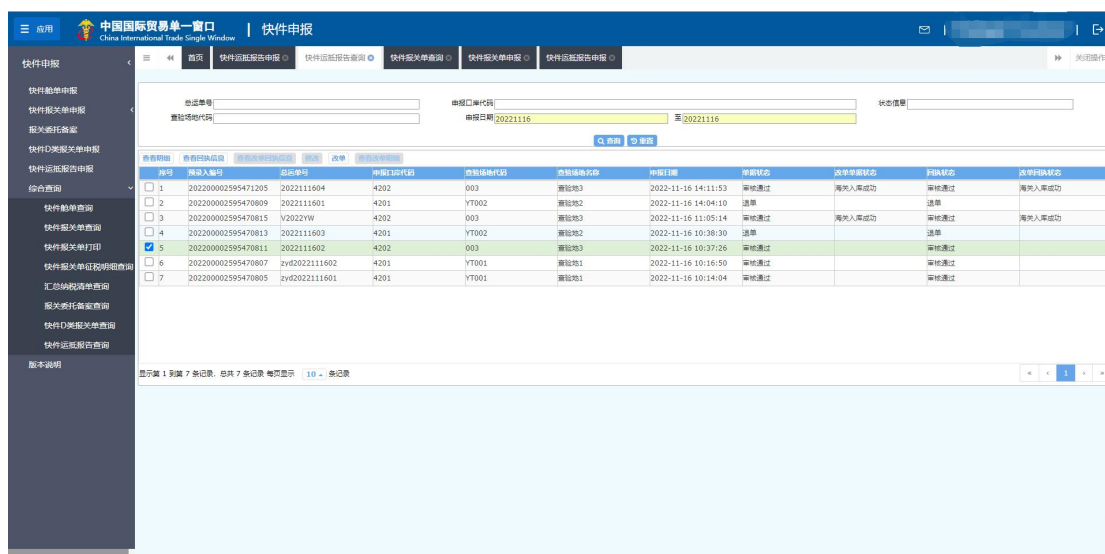 ☰ 应用 中国国际贸易单一窗口 | 快件申报
China International Trade Single Window
快件申报
首页 快件运抵报告申报 快件运抵报告查询 快件报关单查询 快件报关单申报 快件运抵报告申报 关闭操作
快件舱单申报
快件报关单申报
报关委托备案
快件D类报关单申报
快件运抵报告申报
综合查询
快件舱单查询
快件报关单查询
快件报关单打印
快件报关单征税明细查询
汇总纳税清单查询
报关委托备案查询
快件D类报关单查询
快件运抵报告查询
版本说明
总运单号 申报口岸代码 状态信息
查验场地代码 申报日期 20221116 至 20221116
查询 重置
查看明细 查看回执信息 查看改单回执信息 修改 改单 查看改单明细
序号 预录入编号 总运单号 申报口岸代码 查验场地代码 查验场地名称 申报日期 单据状态 改单单据状态 回执状态 改单回执状态
1 202200002595471205 2022111604 4202 003 查验地3 2022-11-16 14:11:53 审核通过 海关入库成功 审核通过 海关入库成功
2 202200002595470809 2022111601 4201 YT002 查验地2 2022-11-16 14:04:10 退单 退单
3 202200002595470815 V2022YW 4202 003 查验地3 2022-11-16 11:05:14 审核通过 海关入库成功 审核通过 海关入库成功
4 202200002595470813 2022111603 4201 YT002 查验地2 2022-11-16 10:38:30 退单 退单
5 202200002595470811 2022111602 4202 003 查验地3 2022-11-16 10:37:26 审核通过 审核通过
6 202200002595470807 zyd2022111602 4201 YT001 查验地1 2022-11-16 10:16:50 审核通过 审核通过
7 202200002595470805 zyd2022111601 4201 YT001 查验地1 2022-11-16 10:14:04 审核通过 审核通过
显示第 1 到第 7 条记录，总共 7 条记录 每页显示 10 条记录
« ‹ 1 › »